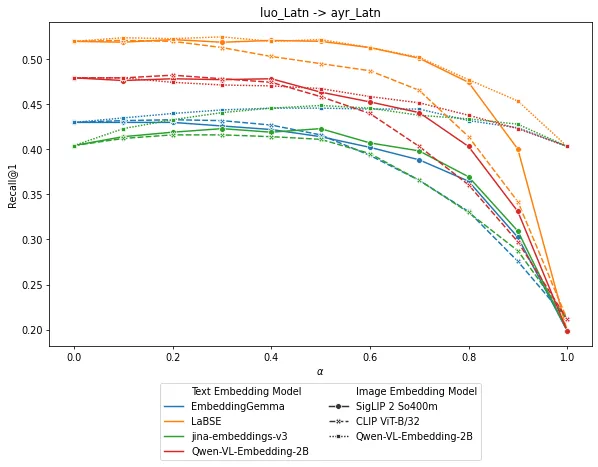 luo_Latn -> ayr_Latn
Recall@1
0.50
0.45
0.40
0.35
0.30
0.25
0.20
0.0 0.2 0.4 0.6 0.8 1.0
α
Text Embedding Model
EmbeddingGemma
LaBSE
jina-embeddings-v3
Qwen-VL-Embedding-2B
Image Embedding Model
SigLIP 2 So400m
CLIP ViT-B/32
Qwen-VL-Embedding-2B